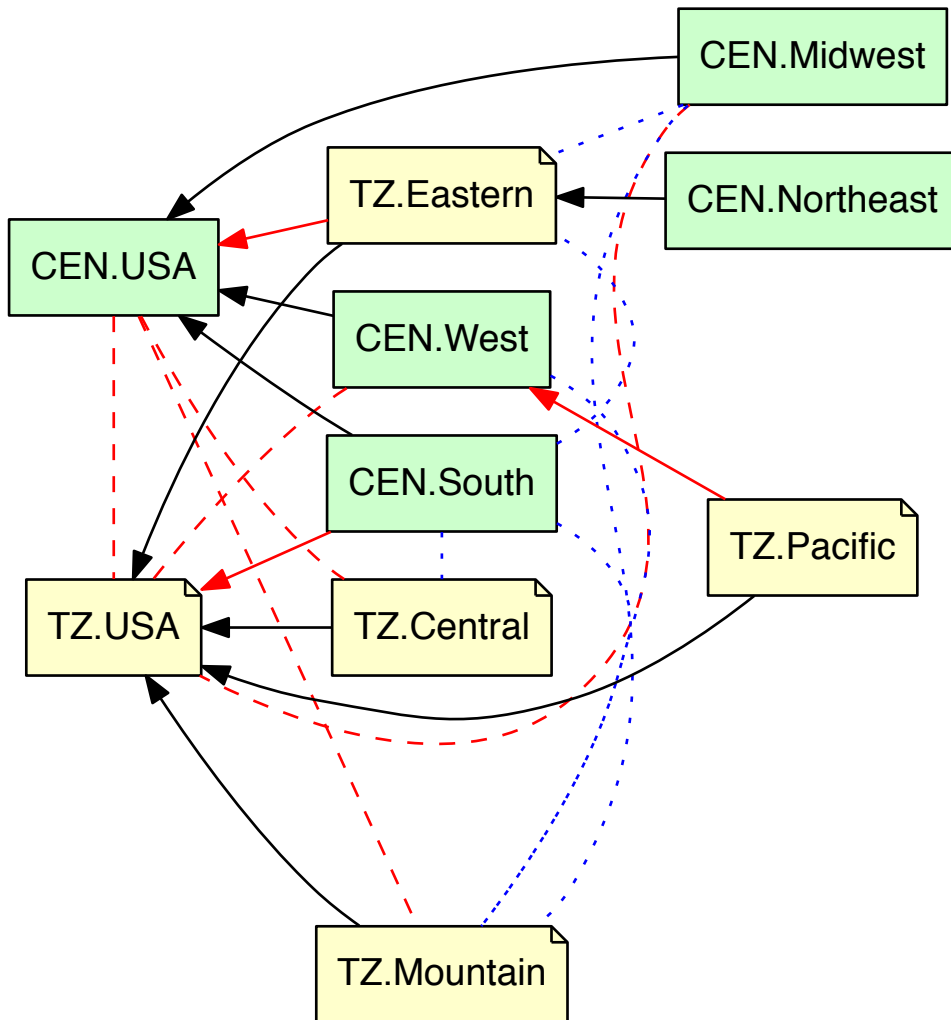 CEN.Midwest
TZ.Eastern
CEN.Northeast
CEN.USA
CEN.West
CEN.South
TZ.Pacific
TZ.USA
TZ.Central
TZ.Mountain